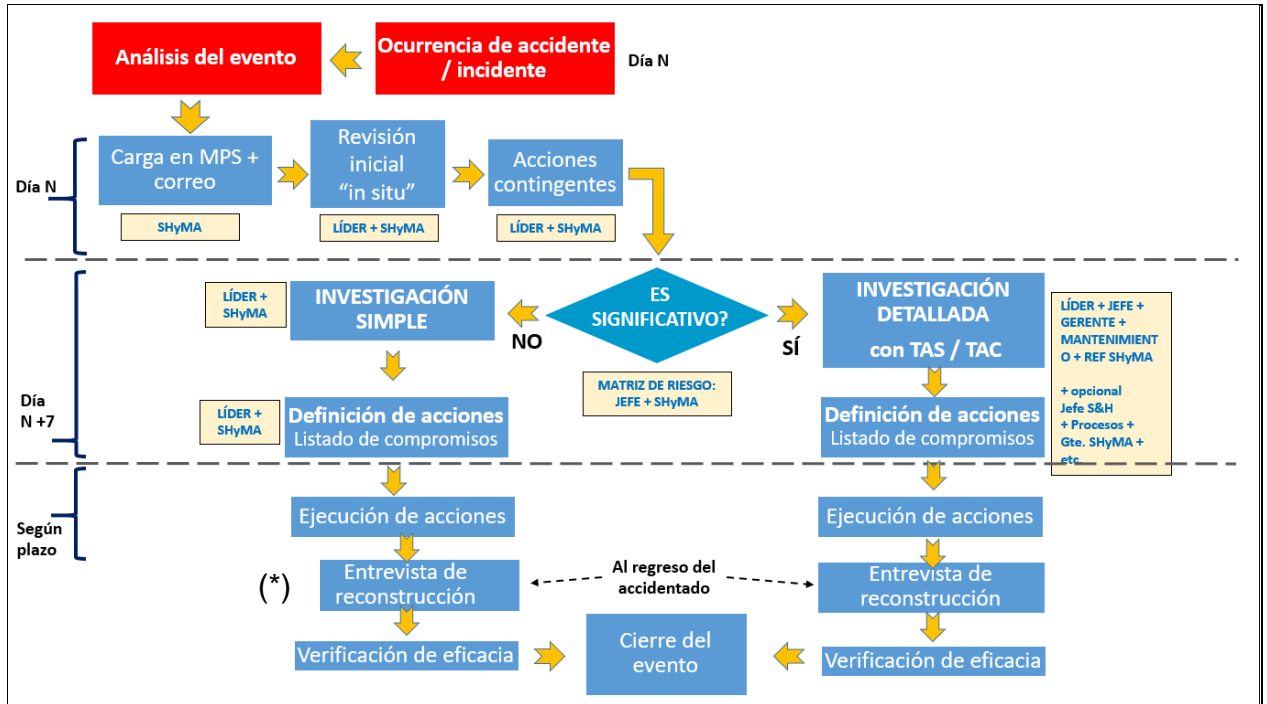 Análisis del evento
Ocurrencia de accidente
/ incidente
Día N
Día N
Carga en MPS +
correo
SHyMA
Revisión
inicial
“in situ”
LÍDER + SHyMA
Acciones
contingentes
LÍDER + SHyMA
Día
N +7
LÍDER +
SHyMA
INVESTIGACIÓN
SIMPLE
NO
ES
SIGNIFICATIVO?
SÍ
MATRIZ DE RIESGO:
JEFE + SHyMA
INVESTIGACIÓN
DETALLADA
con TAS / TAC
LÍDER + JEFE +
GERENTE +
MANTENIMIENT
O + REF SHyMA
+ opcional
Jefe S&H
+ Procesos +
Gte. SHyMA +
etc
LÍDER +
SHyMA
Definición de acciones
Listado de compromisos
Definición de acciones
Listado de compromisos
Según
plazo
Ejecución de acciones
Ejecución de acciones
(*)
Entrevista de
reconstrucción
Al regreso del
accidentado
Entrevista de
reconstrucción
Verificación de eficacia
Cierre del
evento
Verificación de eficacia